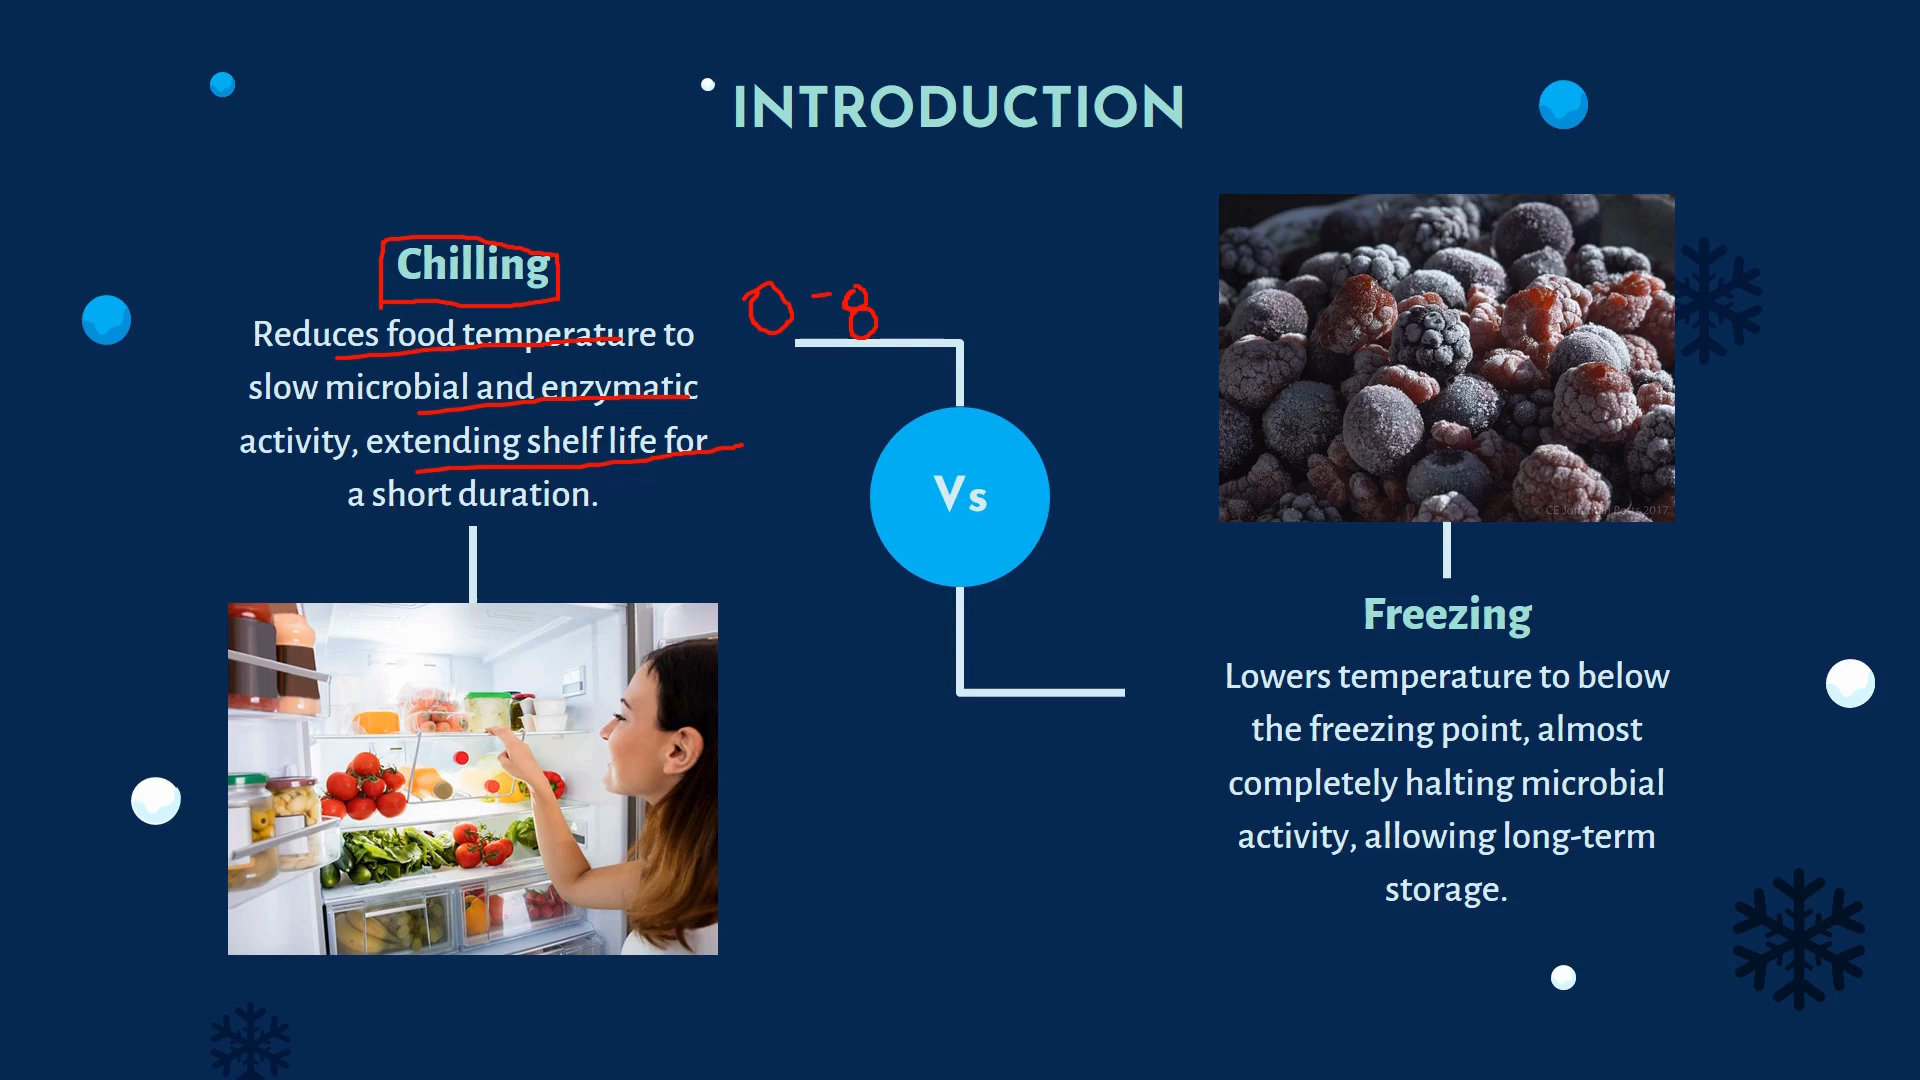 INTRODUCTION
Chilling
Reduces food temperature to
slow microbial and enzymatic
activity, extending shelf life for
a short duration.
0 - 8
Vs
Freezing
Lowers temperature to below
the freezing point, almost
completely halting microbial
activity, allowing long-term
storage.